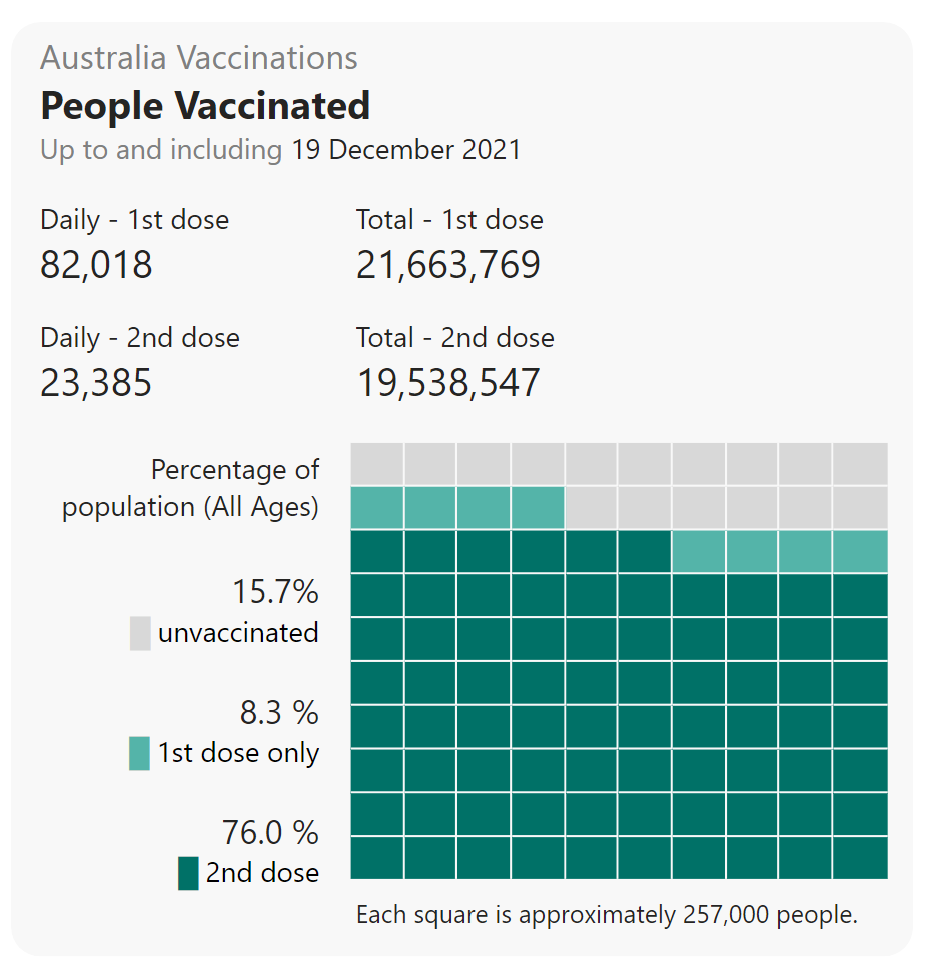 Australia Vaccinations
People Vaccinated
Up to and including 19 December 2021
Daily - 1st dose
82,018
Total - 1st dose
21,663,769
Daily - 2nd dose
23,385
Total - 2nd dose
19,538,547
Percentage of
population (All Ages)
15.7%
unvaccinated
8.3 %
1st dose only
76.0 %
2nd dose
Each square is approximately 257,000 people.